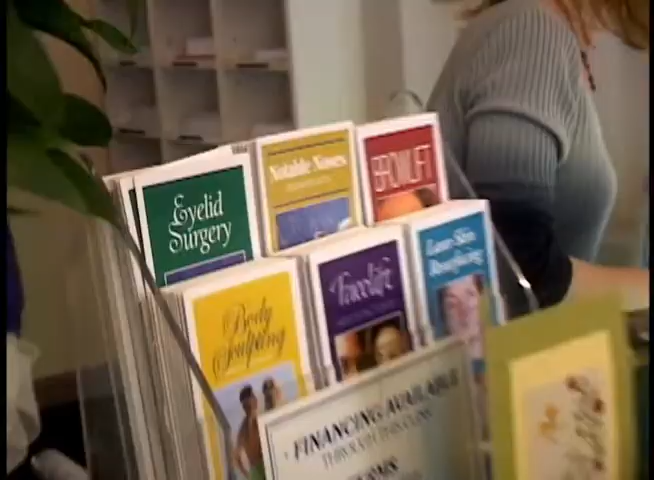 Eyelid
Surgery
Notable Noses
BROWLIFT
Body
Sculpting
Facelift
Laser Skin
Resurfacing
FINANCING AVAILABLE
THROUGH THIS CLINIC